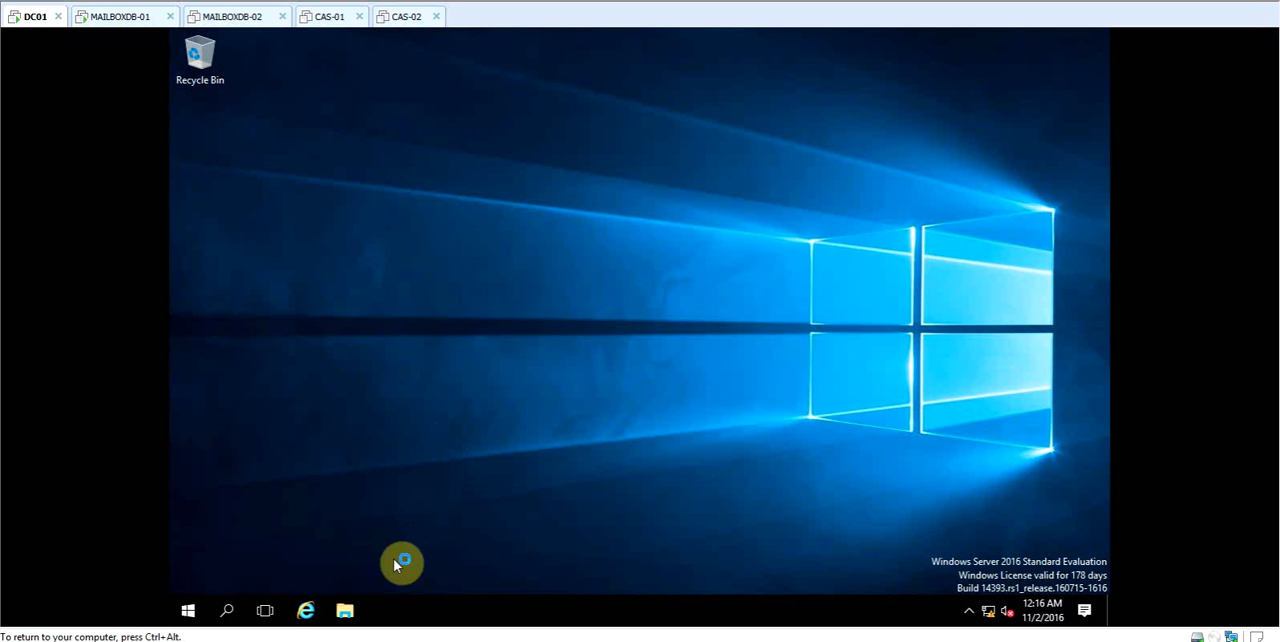 DC01
MAILBOXDB-01
MAILBOXDB-02
CAS-01
CAS-02
Recycle Bin
Windows Server 2016 Standard Evaluation
Windows License valid for 178 days
Build 14393.rs1_release.160715-1616
12:16 AM
11/2/2016
To return to your computer, press Ctrl+Alt.